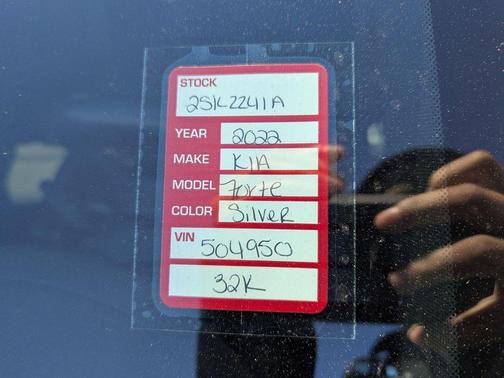 STOCK
25K2241A
YEAR 2022
MAKE KIA
MODEL Forte
COLOR SilveR
VIN 504950
32K